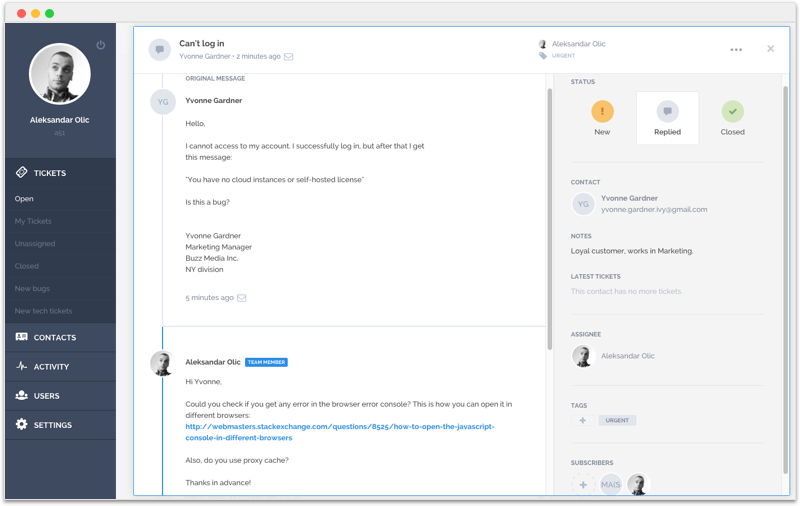 Aleksandar Olic
e51
TICKETS
Open
My Tickets
Unassigned
Closed
New bugs
New tech tickets
CONTACTS
ACTIVITY
USERS
SETTINGS
Can't log in
Yvonne Gardner • 2 minutes ago
Aleksandar Olic
URGENT
ORIGINAL MESSAGE
YG
Yvonne Gardner
Hello,
I cannot access to my account. I successfully log in, but after that I get
this message:
"You have no cloud instances or self-hosted license"
Is this a bug?
Yvonne Gardner
Marketing Manager
Buzz Media Inc.
NY division
5 minutes ago
Aleksandar Olic TEAM MEMBER
Hi Yvonne,
Could you check if you get any error in the browser error console? This is how you can open it in
different browsers:
http://webmasters.stackexchange.com/questions/8525/how-to-open-the-javascript-
console-in-different-browsers
Also, do you use proxy cache?
Thanks in advance!
STATUS
New
Replied
Closed
CONTACT
YG
Yvonne Gardner
yvonne.gardner.ivy@gmail.com
NOTES
Loyal customer, works in Marketing.
LATEST TICKETS
This contact has no more tickets.
ASSIGNEE
Aleksandar Olic
TAGS
+ URGENT
SUBSCRIBERS
+ MA(S